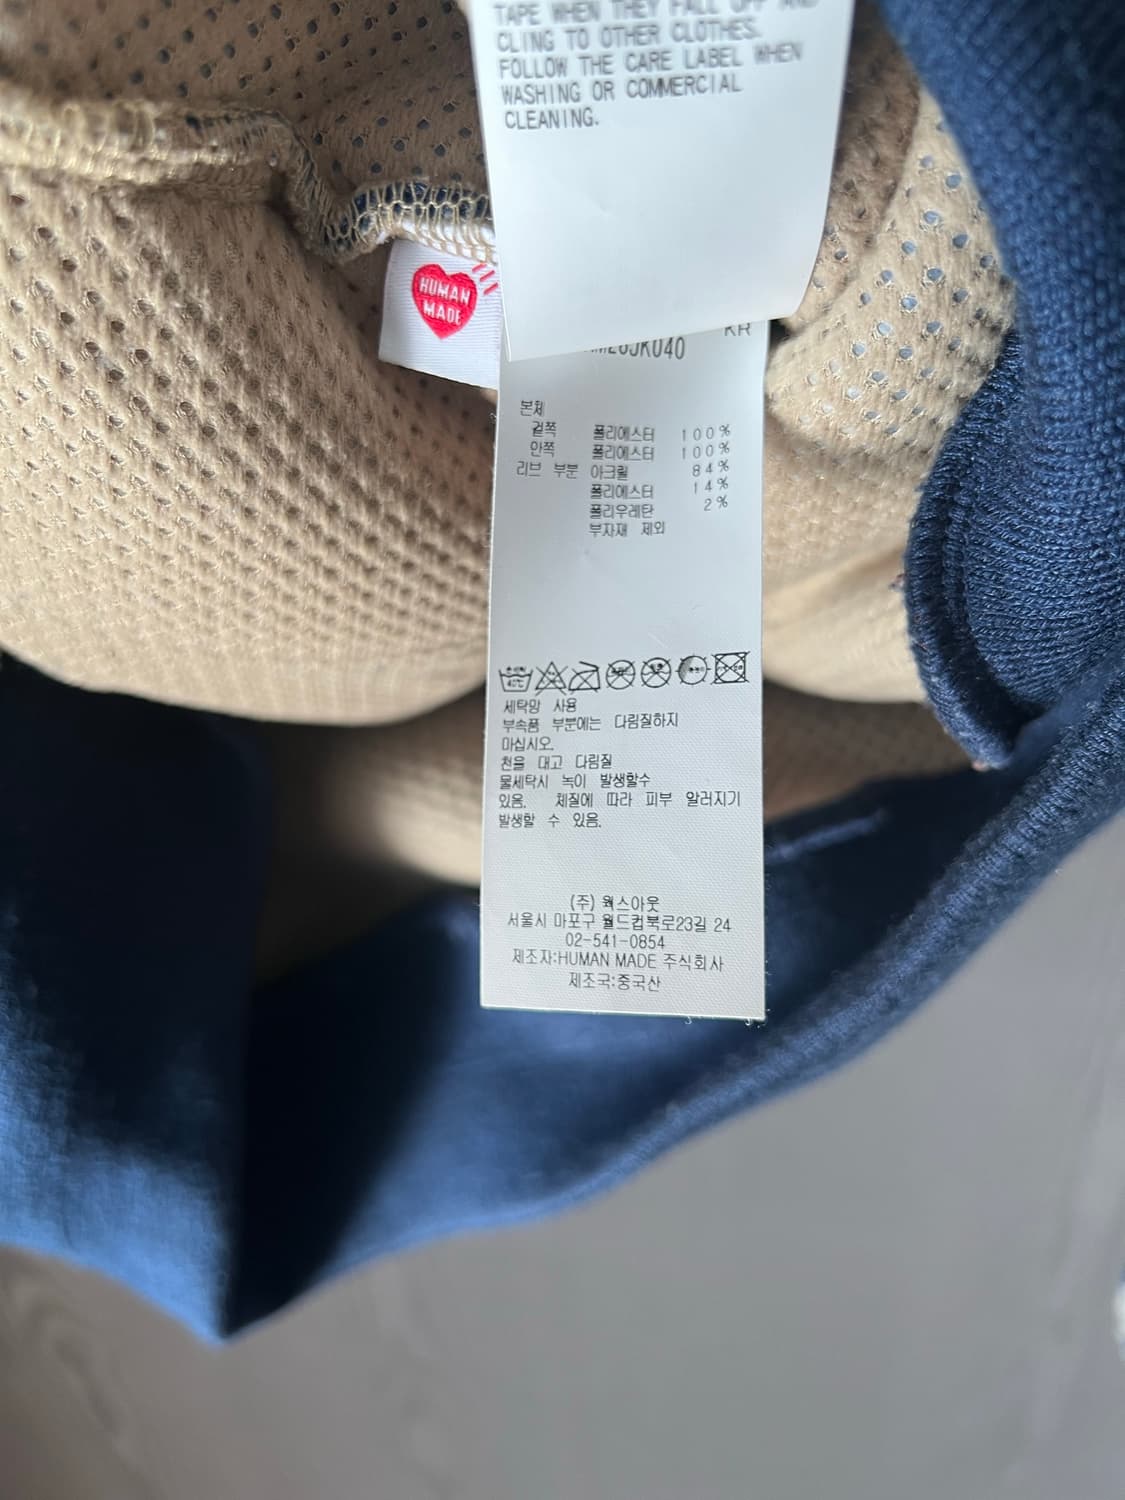 TAPE WHEN THEY FALL OFF AND
CLING TO OTHER CLOTHES.
FOLLOW THE CARE LABEL WHEN
WASHING OR COMMERCIAL
CLEANING.
HUMAN
MADE
KR
본체
겉쪽 폴리에스터 100%
안쪽 폴리에스터 100%
리브 부분 아크릴 84%
폴리에스터 14%
폴리우레탄 2%
부자재 제외
세탁망 사용
부속품 부분에는 다림질하지
마십시오.
천을 대고 다림질
물세탁시 녹이 발생할수
있음. 체질에 따라 피부 알러지기
발생할 수 있음.
(주) 웍스아웃
서울시 마포구 월드컵북로23길 24
02-541-0854
제조자:HUMAN MADE 주식회사
제조국:중국산